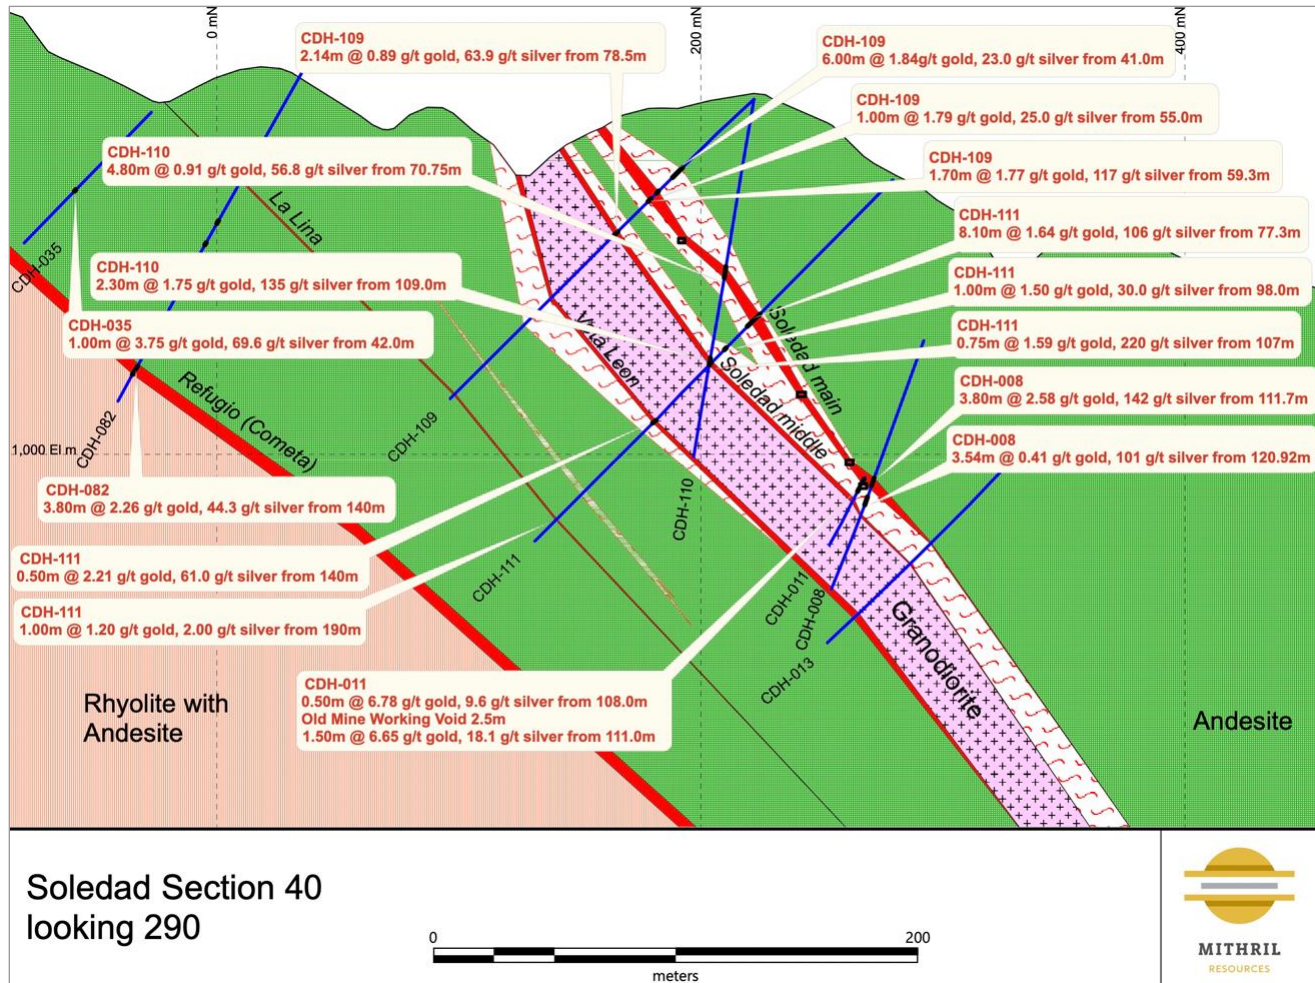 0 mN
200 mN
400 mN
CDH-109
2.14m @ 0.89 g/t gold, 63.9 g/t silver from 78.5m
CDH-109
6.00m @ 1.84g/t gold, 23.0 g/t silver from 41.0m
CDH-109
1.00m @ 1.79 g/t gold, 25.0 g/t silver from 55.0m
CDH-110
4.80m @ 0.91 g/t gold, 56.8 g/t silver from 70.75m
CDH-109
1.70m @ 1.77 g/t gold, 117 g/t silver from 59.3m
La Lina
CDH-111
8.10m @ 1.64 g/t gold, 106 g/t silver from 77.3m
CDH-035
CDH-110
2.30m @ 1.75 g/t gold, 135 g/t silver from 109.0m
CDH-111
1.00m @ 1.50 g/t gold, 30.0 g/t silver from 98.0m
CDH-035
1.00m @ 3.75 g/t gold, 69.6 g/t silver from 42.0m
Vita Leon
Soledad main
Soledad middle
CDH-111
0.75m @ 1.59 g/t gold, 220 g/t silver from 107m
Refugio (Cometa)
CDH-008
3.80m @ 2.58 g/t gold, 142 g/t silver from 111.7m
1,000 El m
CDH-082
CDH-109
CDH-008
3.54m @ 0.41 g/t gold, 101 g/t silver from 120.92m
CDH-082
3.80m @ 2.26 g/t gold, 44.3 g/t silver from 140m
CDH-110
CDH-111
0.50m @ 2.21 g/t gold, 61.0 g/t silver from 140m
CDH-111
CDH-011
CDH-008
CDH-013
CDH-111
1.00m @ 1.20 g/t gold, 2.00 g/t silver from 190m
Granodiorite
CDH-011
0.50m @ 6.78 g/t gold, 9.6 g/t silver from 108.0m
Old Mine Working Void 2.5m
1.50m @ 6.65 g/t gold, 18.1 g/t silver from 111.0m
Rhyolite with
Andesite
Andesite
Soledad Section 40
looking 290
0
200
meters
MITHRIL
RESOURCES